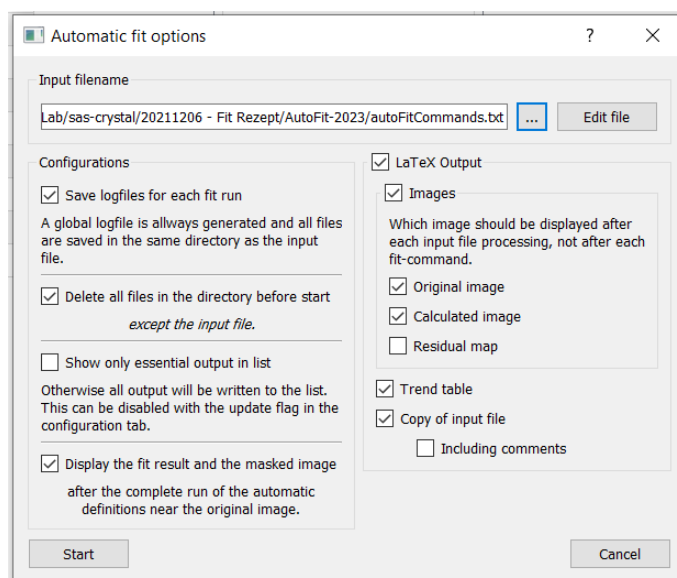 Automatic fit options
?
Input filename
Lab/sas-crystal/20211206 - Fit Rezept/AutoFit-2023/autoFitCommands.txt
...
Edit file
Configurations
Save logfiles for each fit run
A global logfile is allways generated and all files
are saved in the same directory as the input
file.
Delete all files in the directory before start
except the input file.
Show only essential output in list
Otherwise all output will be written to the list.
This can be disabled with the update flag in the
configuration tab.
Display the fit result and the masked image
after the complete run of the automatic
definitions near the original image.
LaTeX Output
Images
Which image should be displayed after
each input file processing, not after each
fit-command.
Original image
Calculated image
Residual map
Trend table
Copy of input file
Including comments
Start
Cancel